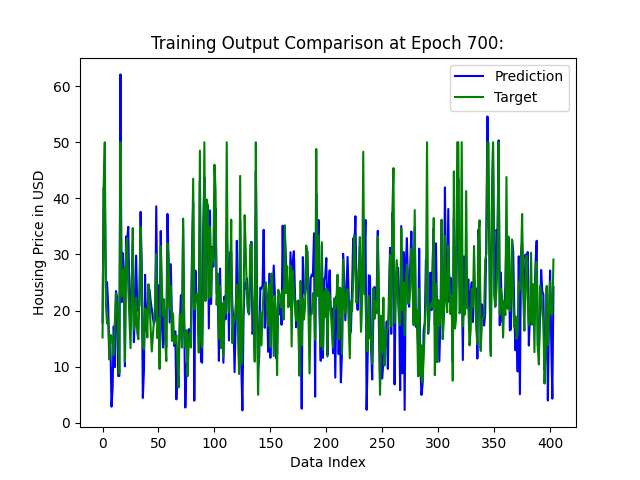 Training Output Comparison at Epoch 700:
Prediction
Target
Housing Price in USD
60
50
40
30
20
10
0
0 50 100 150 200 250 300 350 400
Data Index